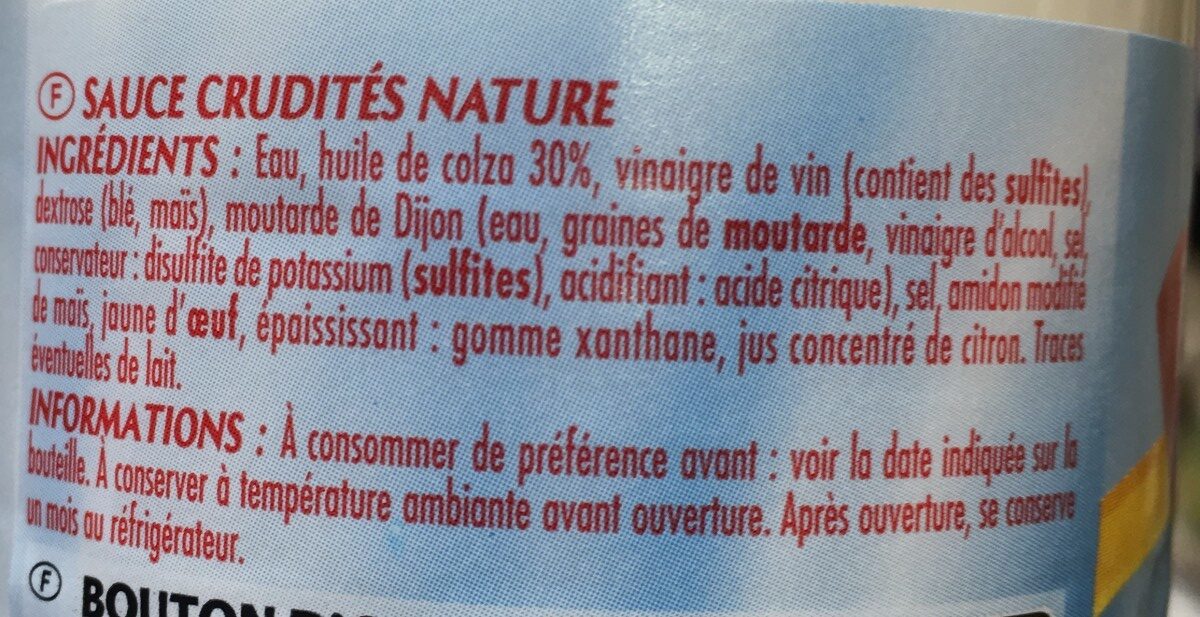 Ⓕ SAUCE CRUDITÉS NATURE
INGRÉDIENTS : Eau, huile de colza 30%, vinaigre de vin (contient des sulfites),
dextrose (blé, maïs), moutarde de Dijon (eau, graines de moutarde, vinaigre d'alcool, sel,
conservateur : disulfite de potassium (sulfites), acidifiant : acide citrique), sel, amidon modifié
de maïs, jaune d'œuf, épaississant : gomme xanthane, jus concentré de citron. Traces
éventuelles de lait.
INFORMATIONS : À consommer de préférence avant : voir la date indiquée sur la
bouteille. À conserver à température ambiante avant ouverture. Après ouverture, se conserve
un mois au réfrigérateur.
Ⓕ BOUTON